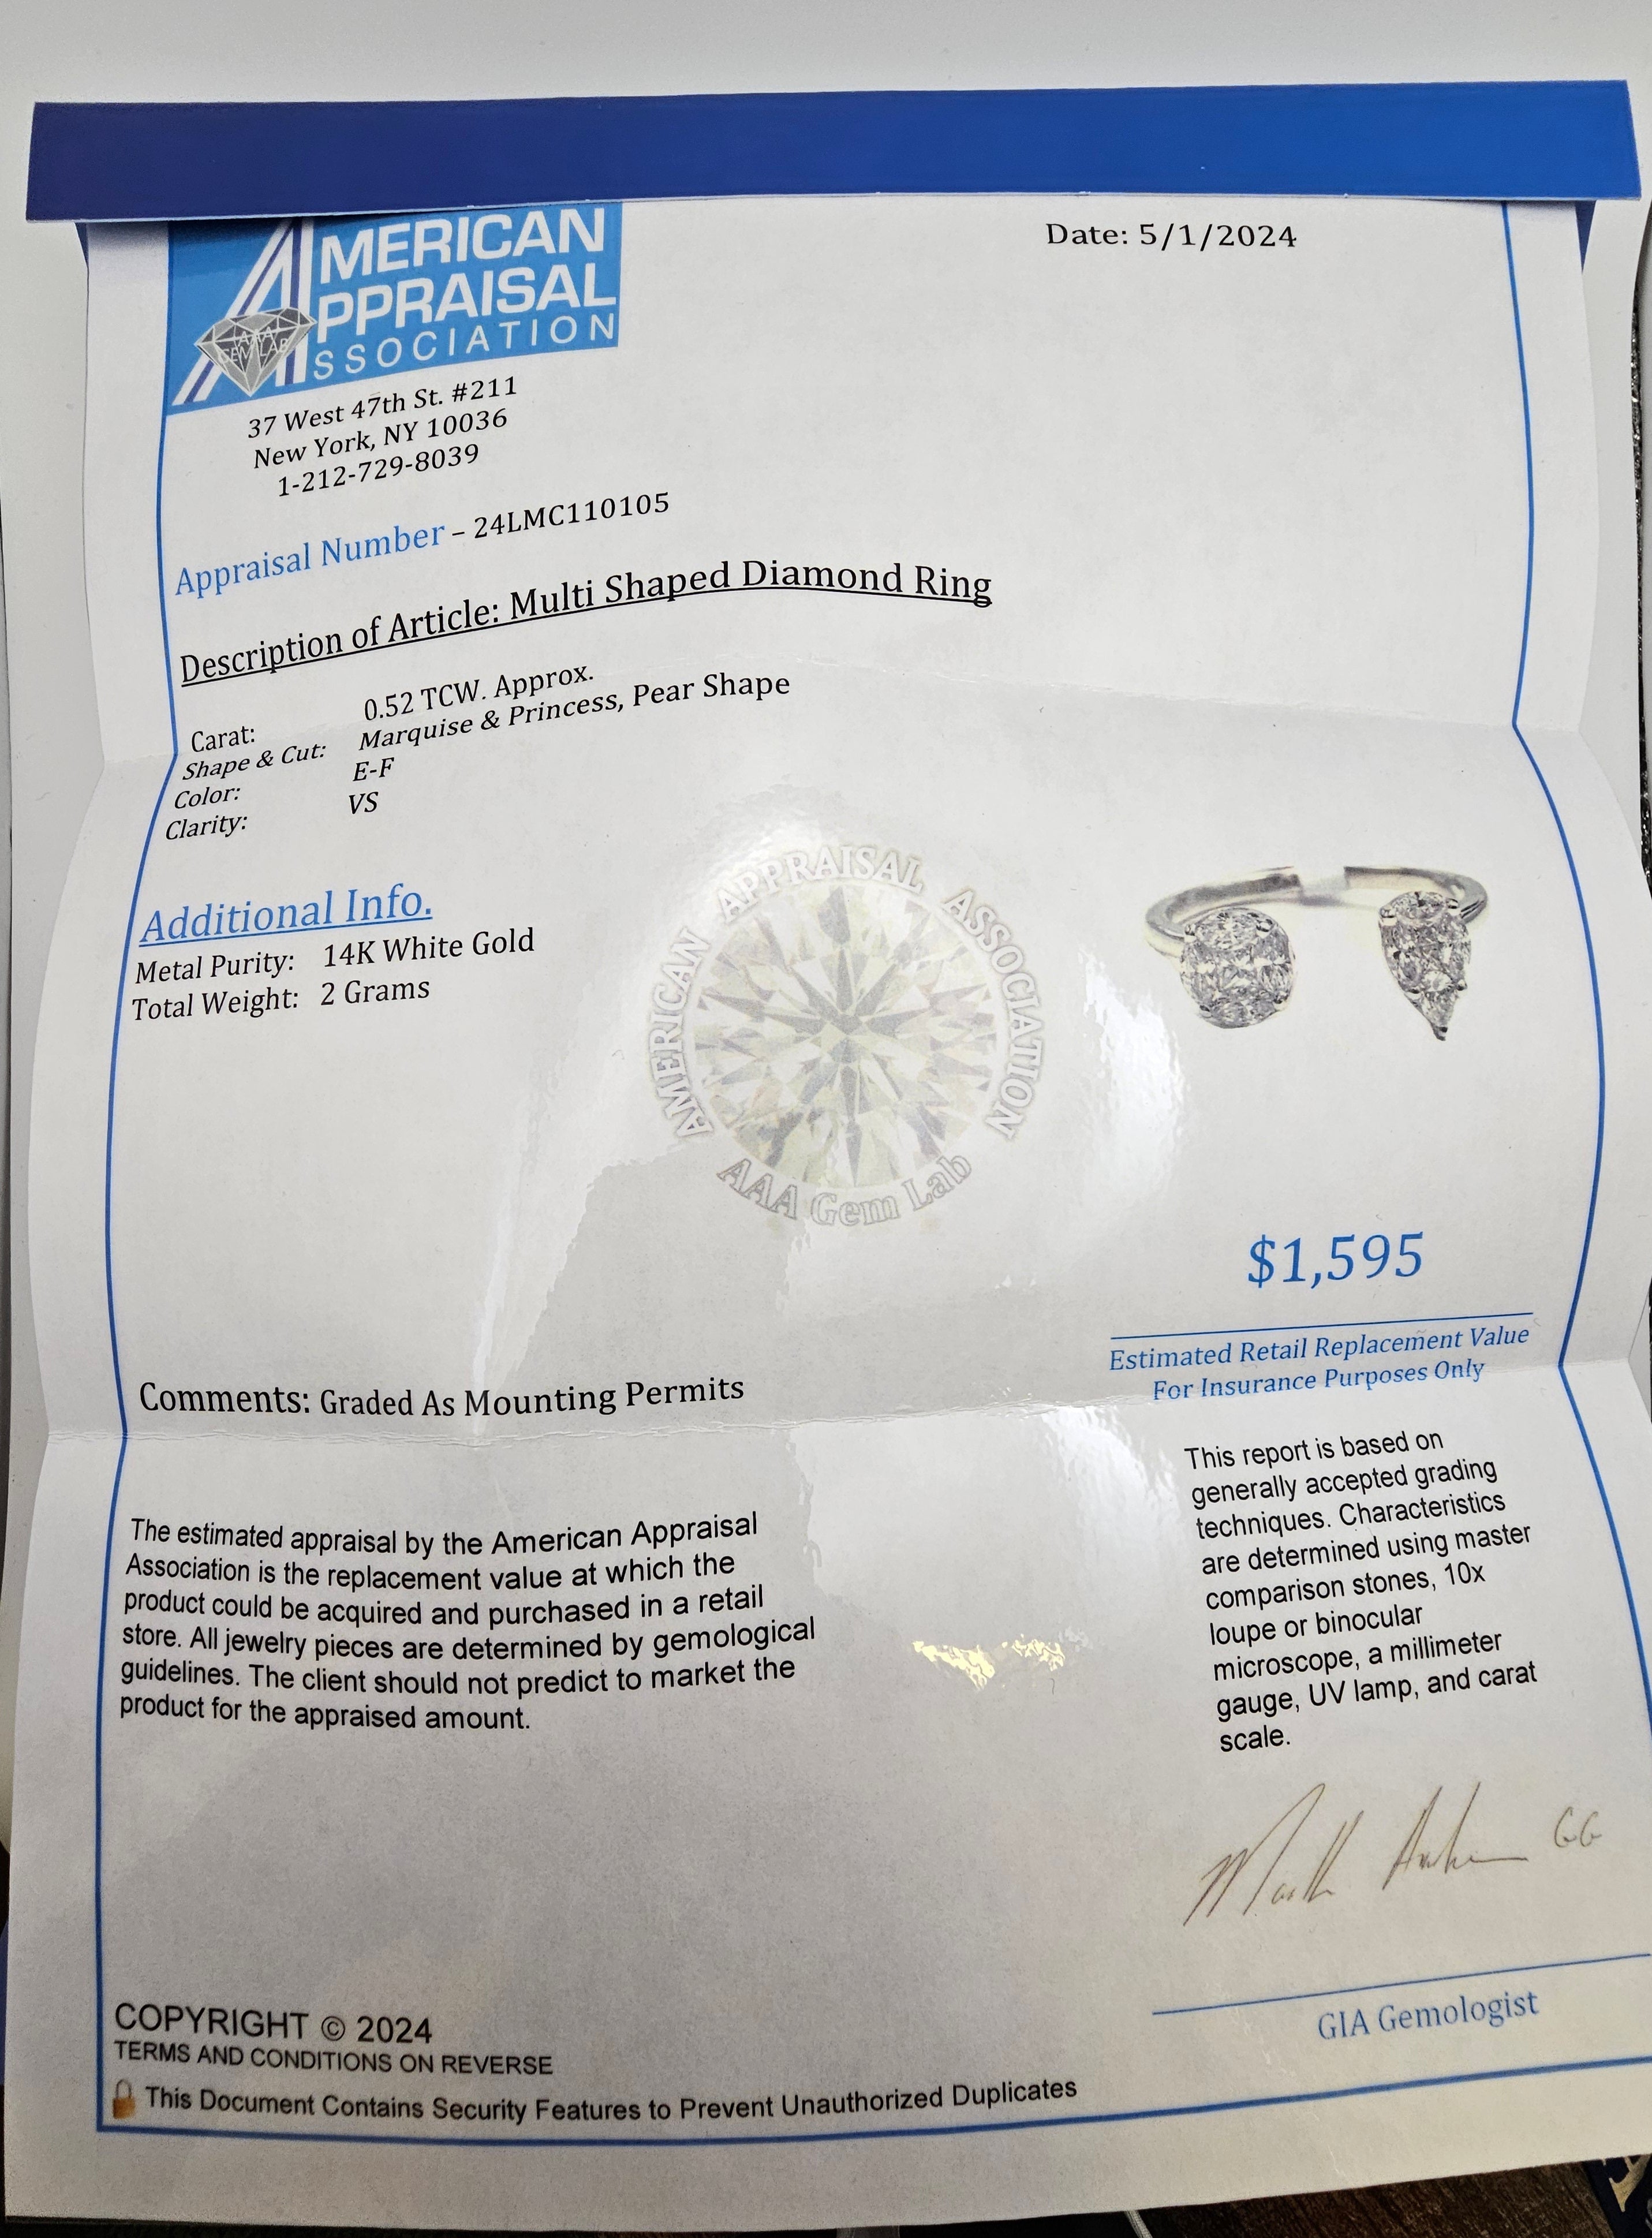 AMERICAN
APPRAISAL
ASSOCIATION
AAA
GEM LAB
Date: 5/1/2024
37 West 47th St. #211
New York, NY 10036
1-212-729-8039
Appraisal Number – 24LMC110105
Description of Article: Multi Shaped Diamond Ring
Carat: 0.52 TCW. Approx.
Shape & Cut: Marquise & Princess, Pear Shape
Color: E-F
Clarity: VS
Additional Info.
Metal Purity: 14K White Gold
Total Weight: 2 Grams
AMERICAN APPRAISAL ASSOCIATION
AAA Gem Lab
$1,595
Estimated Retail Replacement Value
For Insurance Purposes Only
Comments: Graded As Mounting Permits
The estimated appraisal by the American Appraisal
Association is the replacement value at which the
product could be acquired and purchased in a retail
store. All jewelry pieces are determined by gemological
guidelines. The client should not predict to market the
product for the appraised amount.
This report is based on
generally accepted grading
techniques. Characteristics
are determined using master
comparison stones, 10x
loupe or binocular
microscope, a millimeter
gauge, UV lamp, and carat
scale.
GG
GIA Gemologist
COPYRIGHT © 2024
TERMS AND CONDITIONS ON REVERSE
This Document Contains Security Features to Prevent Unauthorized Duplicates